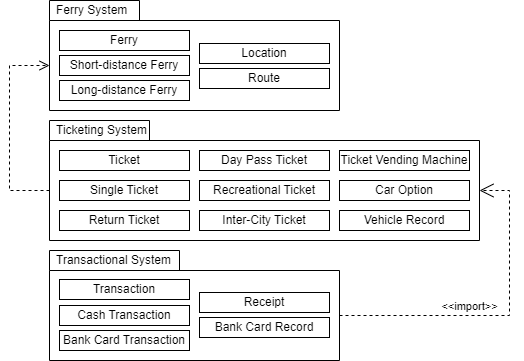 Ferry System
Ferry
Short-distance Ferry
Long-distance Ferry
Location
Route
Ticketing System
Ticket
Day Pass Ticket
Ticket Vending Machine
Single Ticket
Recreational Ticket
Car Option
Return Ticket
Inter-City Ticket
Vehicle Record
Transactional System
Transaction
Cash Transaction
Bank Card Transaction
Receipt
Bank Card Record
<<import>>